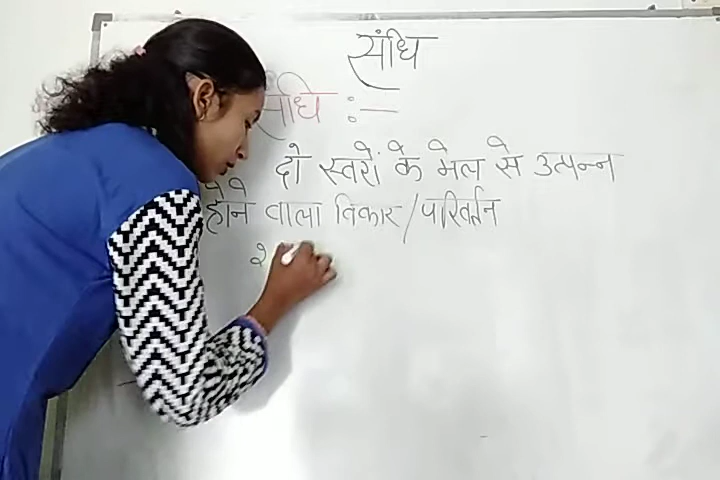 संधि
संधि :—
दो स्वरों के मेल से उत्पन्न
होने वाला विकार/परिवर्तन